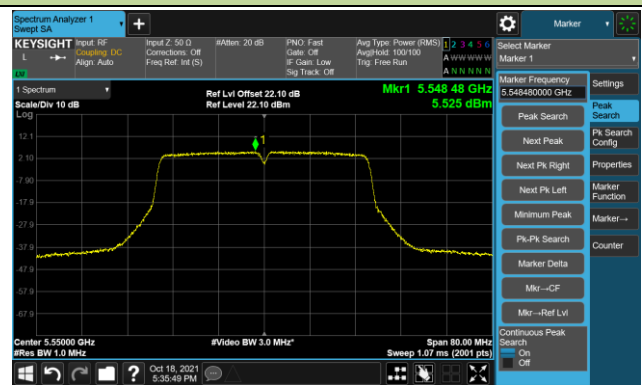 Spectrum Analyzer 1
Swept SA
+
Marker
KEYSIGHT
L
Input: RF
Coupling: DC
Align: Auto
Input Z: 50 Ω
Corrections: Off
Freq Ref: Int (S)
#Atten: 20 dB
PNO: Fast
Gate: Off
IF Gain: Low
Sig Track: Off
Avg Type: Power (RMS)
Avg|Hold: 100/100
Trig: Free Run
1 2 3 4 5 6
A W W W W W
A N N N N N
LW
Select Marker
Marker 1
1 Spectrum
Scale/Div 10 dB
Log
Ref Lvl Offset 22.10 dB
Ref Level 22.10 dBm
Mkr1 5.548 48 GHz
5.525 dBm
12.1
2.10
-7.90
-17.9
-27.9
-37.9
-47.9
-57.9
-67.9
1
Center 5.55000 GHz
#Res BW 1.0 MHz
#Video BW 3.0 MHz*
Span 80.00 MHz
Sweep 1.07 ms (2001 pts)
Marker Frequency
5.548480000 GHz
Peak Search
Next Peak
Next Pk Right
Next Pk Left
Minimum Peak
Pk-Pk Search
Marker Delta
Mkr→CF
Mkr→Ref Lvl
Continuous Peak
Search
On
Off
Settings
Peak
Search
Pk Search
Config
Properties
Marker
Function
Marker→
Counter
?
Oct 18, 2021
5:35:49 PM